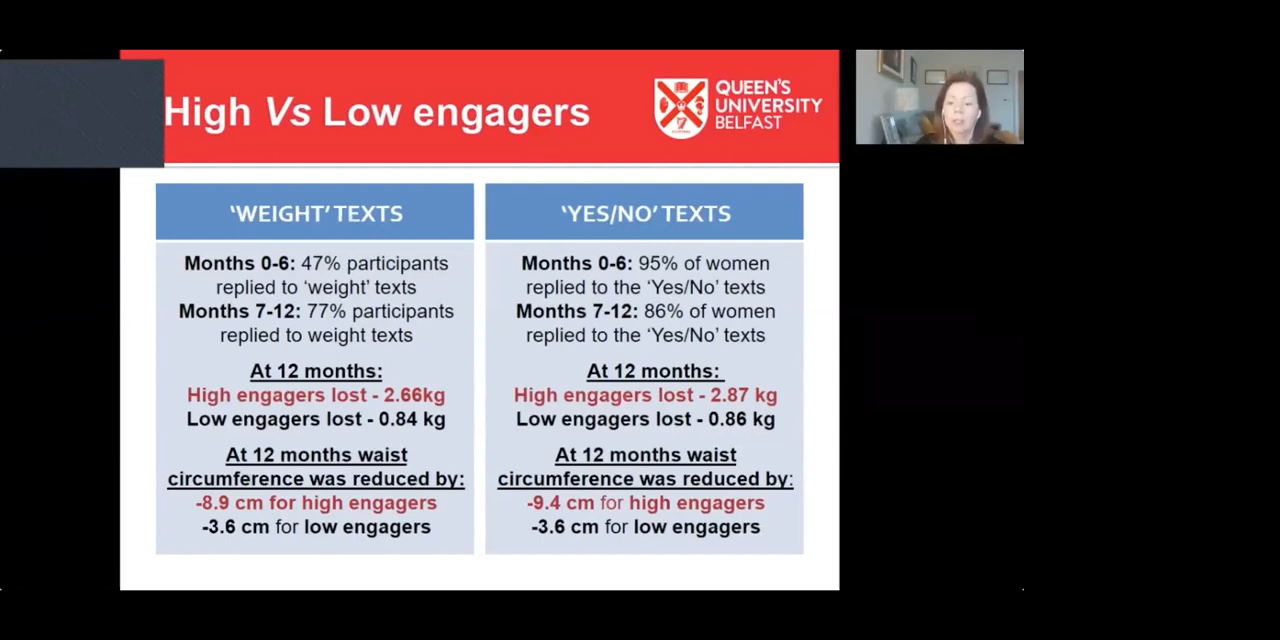 High Vs Low engagers
QUEEN'S
UNIVERSITY
BELFAST
'WEIGHT' TEXTS
Months 0-6: 47% participants
replied to 'weight' texts
Months 7-12: 77% participants
replied to weight texts
At 12 months:
High engagers lost - 2.66kg
Low engagers lost - 0.84 kg
At 12 months waist
circumference was reduced by:
-8.9 cm for high engagers
-3.6 cm for low engagers
'YES/NO' TEXTS
Months 0-6: 95% of women
replied to the 'Yes/No' texts
Months 7-12: 86% of women
replied to the 'Yes/No' texts
At 12 months:
High engagers lost - 2.87 kg
Low engagers lost - 0.86 kg
At 12 months waist
circumference was reduced by:
-9.4 cm for high engagers
-3.6 cm for low engagers